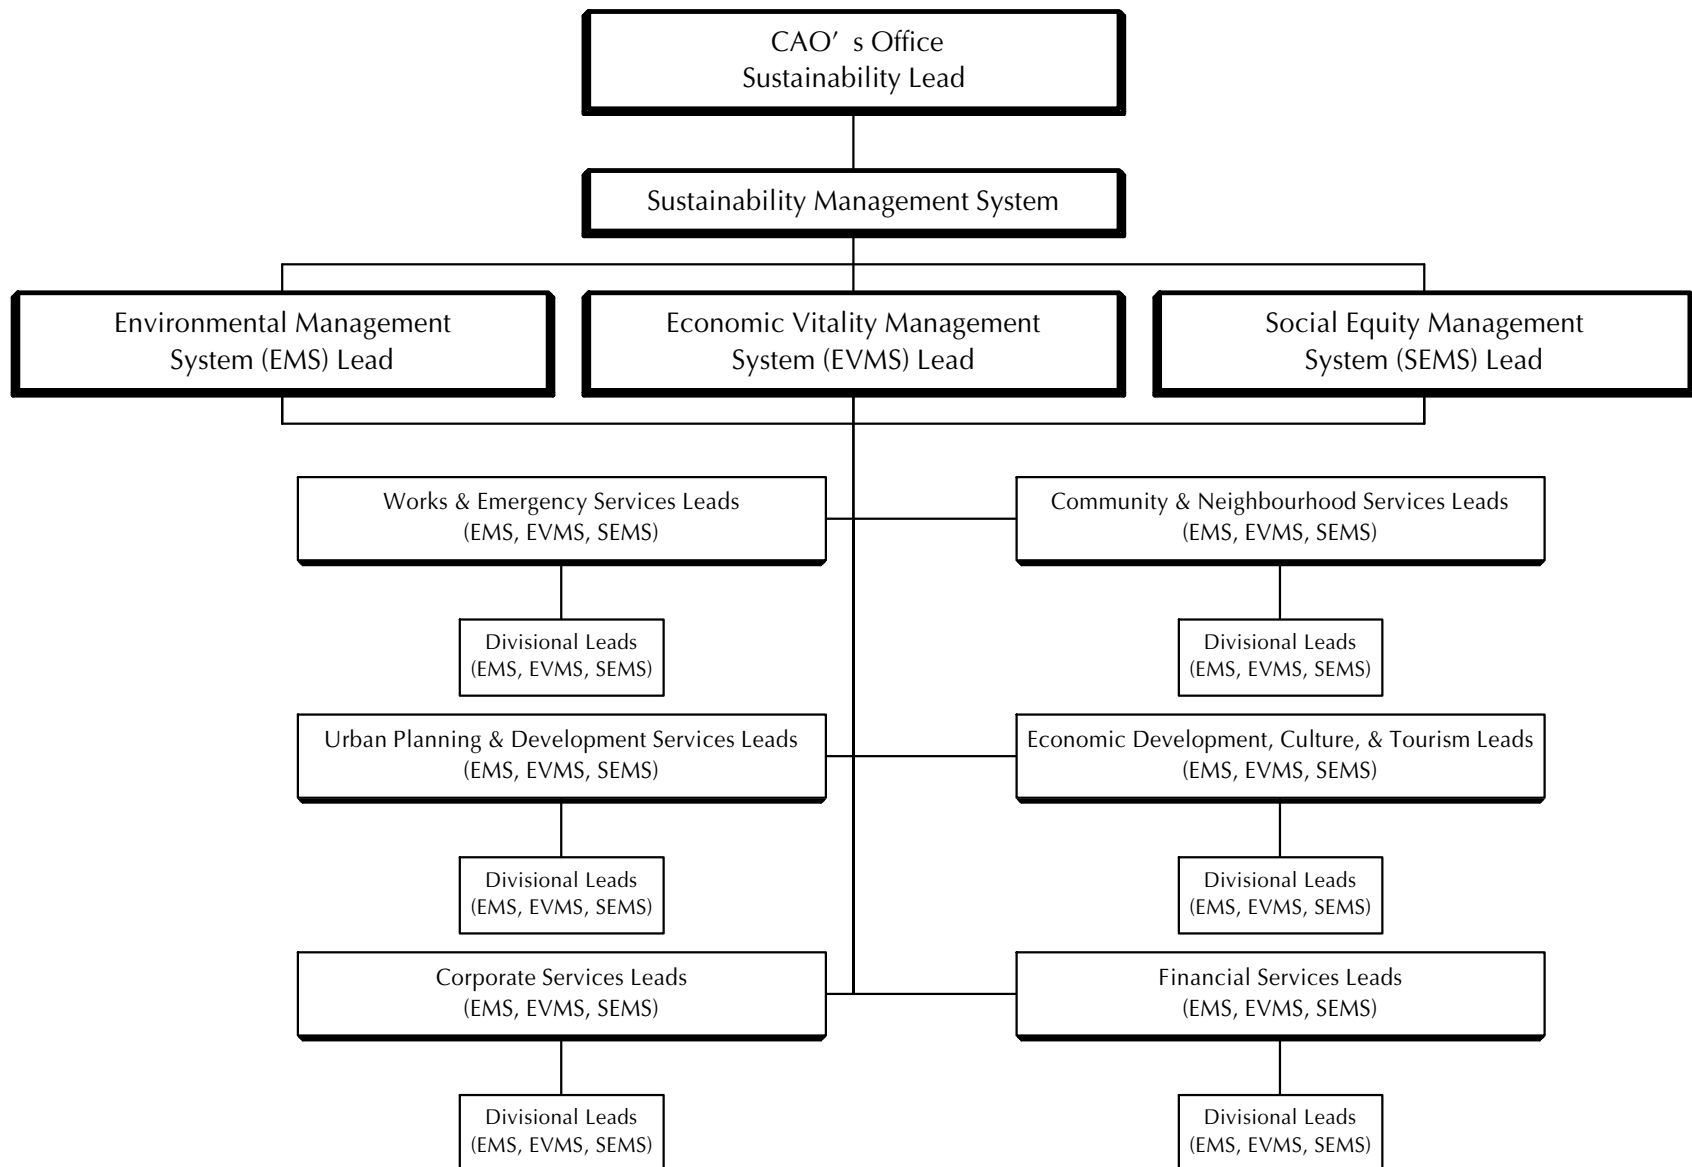 CAO’ s Office
Sustainability Lead
Sustainability Management System
Environmental Management
System (EMS) Lead
Economic Vitality Management
System (EVMS) Lead
Social Equity Management
System (SEMS) Lead
Works & Emergency Services Leads
(EMS, EVMS, SEMS)
Community & Neighbourhood Services Leads
(EMS, EVMS, SEMS)
Divisional Leads
(EMS, EVMS, SEMS)
Divisional Leads
(EMS, EVMS, SEMS)
Urban Planning & Development Services Leads
(EMS, EVMS, SEMS)
Economic Development, Culture, & Tourism Leads
(EMS, EVMS, SEMS)
Divisional Leads
(EMS, EVMS, SEMS)
Divisional Leads
(EMS, EVMS, SEMS)
Corporate Services Leads
(EMS, EVMS, SEMS)
Financial Services Leads
(EMS, EVMS, SEMS)
Divisional Leads
(EMS, EVMS, SEMS)
Divisional Leads
(EMS, EVMS, SEMS)